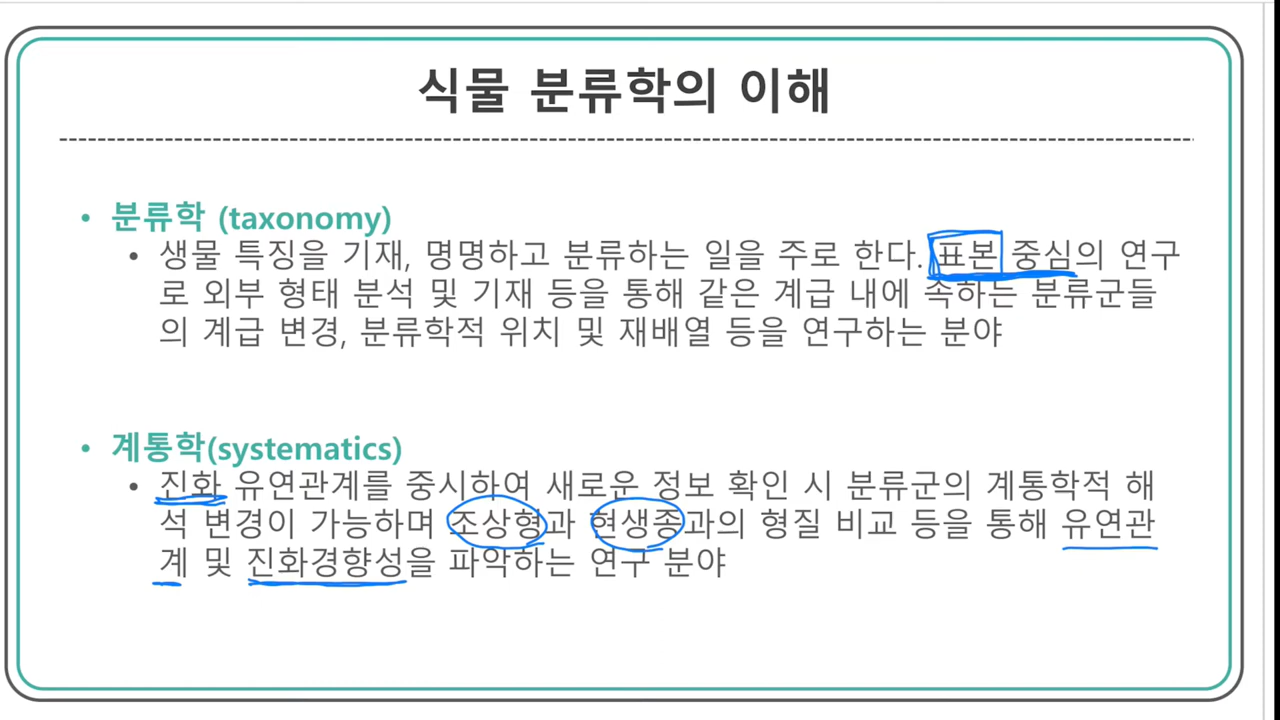 식물 분류학의 이해
• 분류학 (taxonomy)
• 생물 특징을 기재, 명명하고 분류하는 일을 주로 한다. 표본 중심의 연구
로 외부 형태 분석 및 기재 등을 통해 같은 계급 내에 속하는 분류군들
의 계급 변경, 분류학적 위치 및 재배열 등을 연구하는 분야
• 계통학(systematics)
• 진화 유연관계를 중시하여 새로운 정보 확인 시 분류군의 계통학적 해
석 변경이 가능하며 조상형과 현생종과의 형질 비교 등을 통해 유연관
계 및 진화경향성을 파악하는 연구 분야